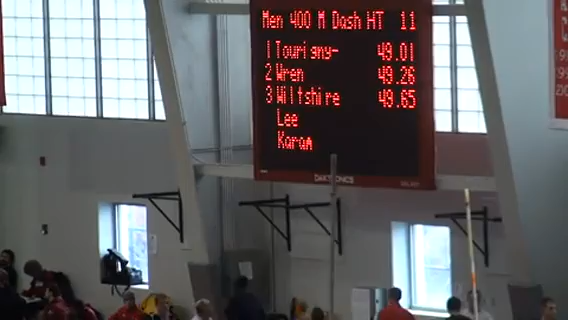 Men 400 M Dash HT 11
1 Tourigny- 49.01
2 Wren 49.26
3 Wiltshire 49.65
Lee
Karam
DAKTRONICS